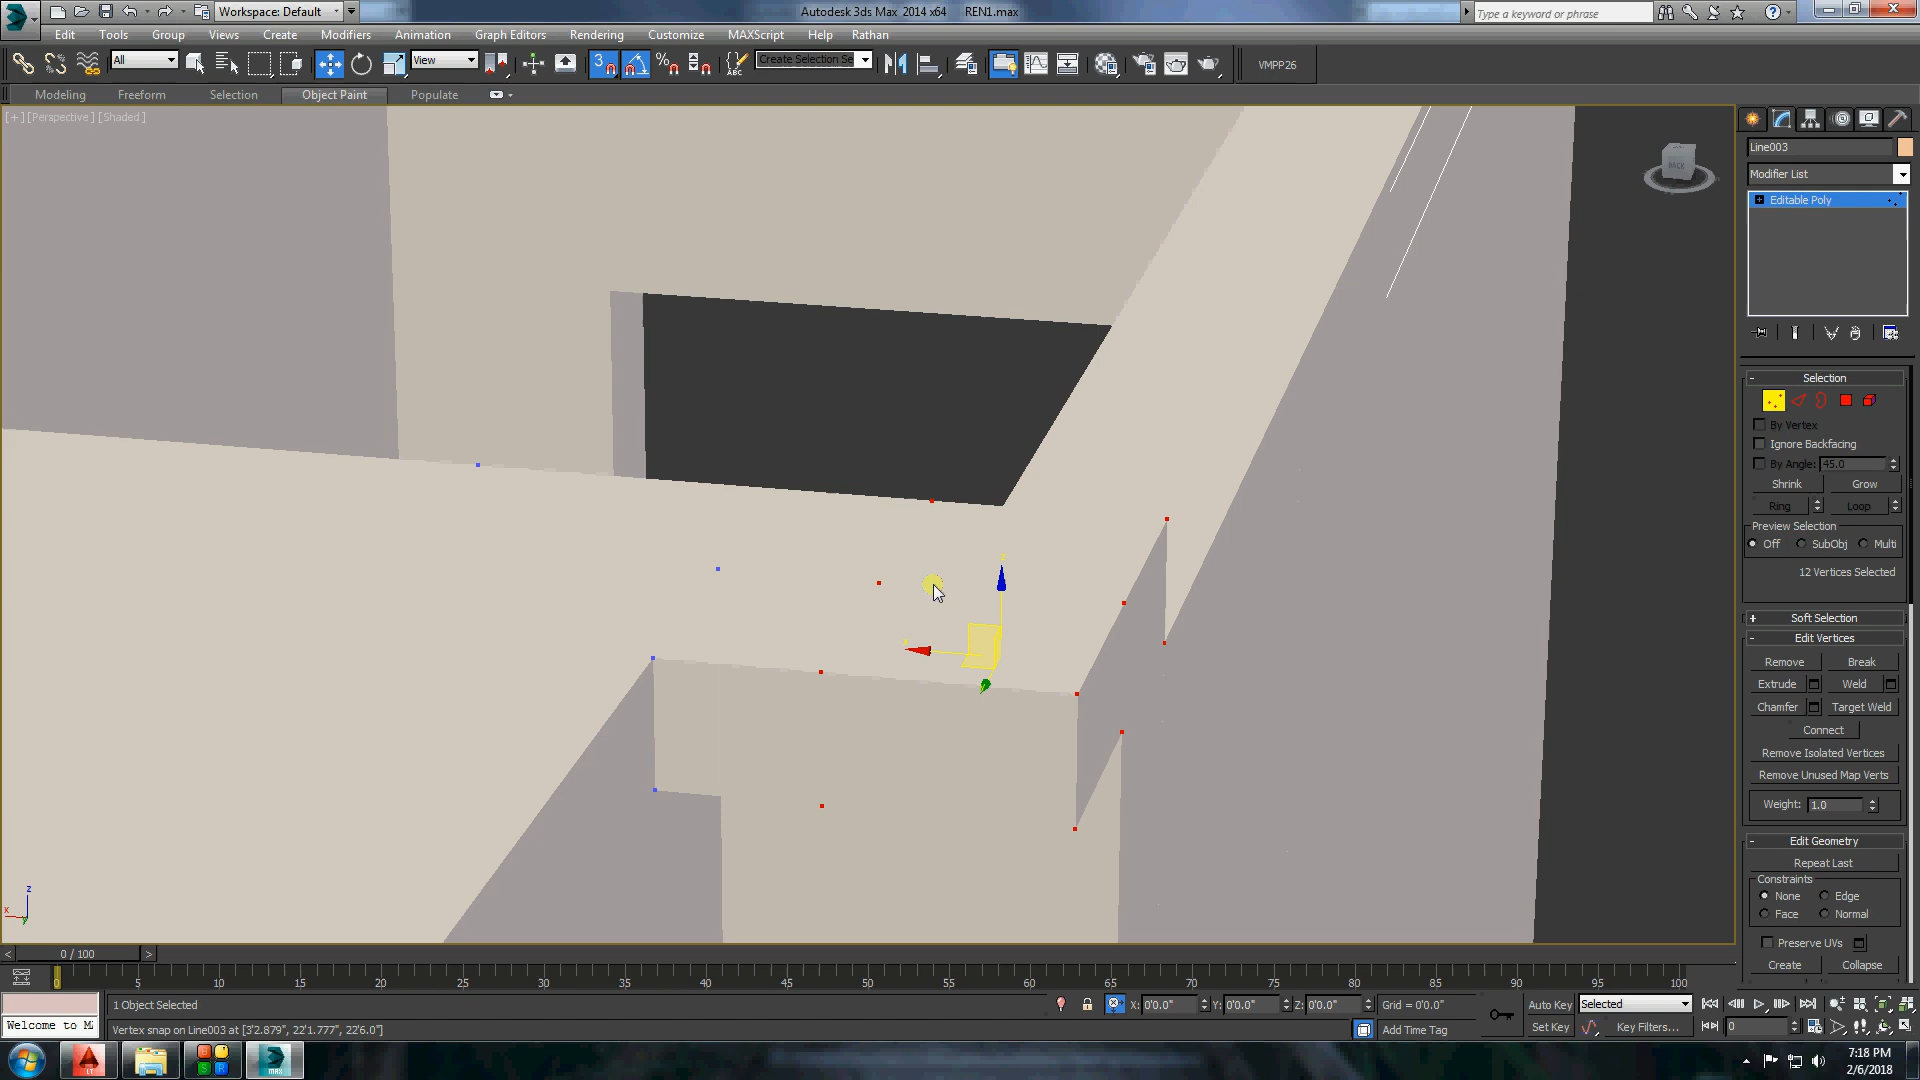 Workspace: Default
Autodesk 3ds Max 2014 x64 REN1.max
Type a keyword or phrase
Edit Tools Group Views Create Modifiers Animation Graph Editors Rendering Customize MAXScript Help Rathan
All
View
3
%
ABC
Create Selection Se
VMPP26
Modeling Freeform Selection Object Paint Populate
[+] [Perspective] [Shaded]
BACK
Line003
Modifier List
Editable Poly
Selection
By Vertex
Ignore Backfacing
By Angle: 45.0
Shrink Grow
Ring Loop
Preview Selection
Off SubObj Multi
12 Vertices Selected
Soft Selection
Edit Vertices
Remove Break
Extrude Weld
Chamfer Target Weld
Connect
Remove Isolated Vertices
Remove Unused Map Verts
Weight: 1.0
Edit Geometry
Repeat Last
Constraints
None Edge
Face Normal
Preserve UVs
Create Collapse
z
x
y
< 0 / 100 >
0 5 10 15 20 25 30 35 40 45 50 55 60 65 70 75 80 85 90 95 100
1 Object Selected
X: 0'0.0" Y: 0'0.0" Z: 0'0.0" Grid = 0'0.0"
Auto Key Selected
Welcome to M
Vertex snap on Line003 at [3'2.879", 22'1.777", 22'6.0"]
Add Time Tag
Set Key Key Filters... 0
LT
MAX
7:18 PM
2/6/2018